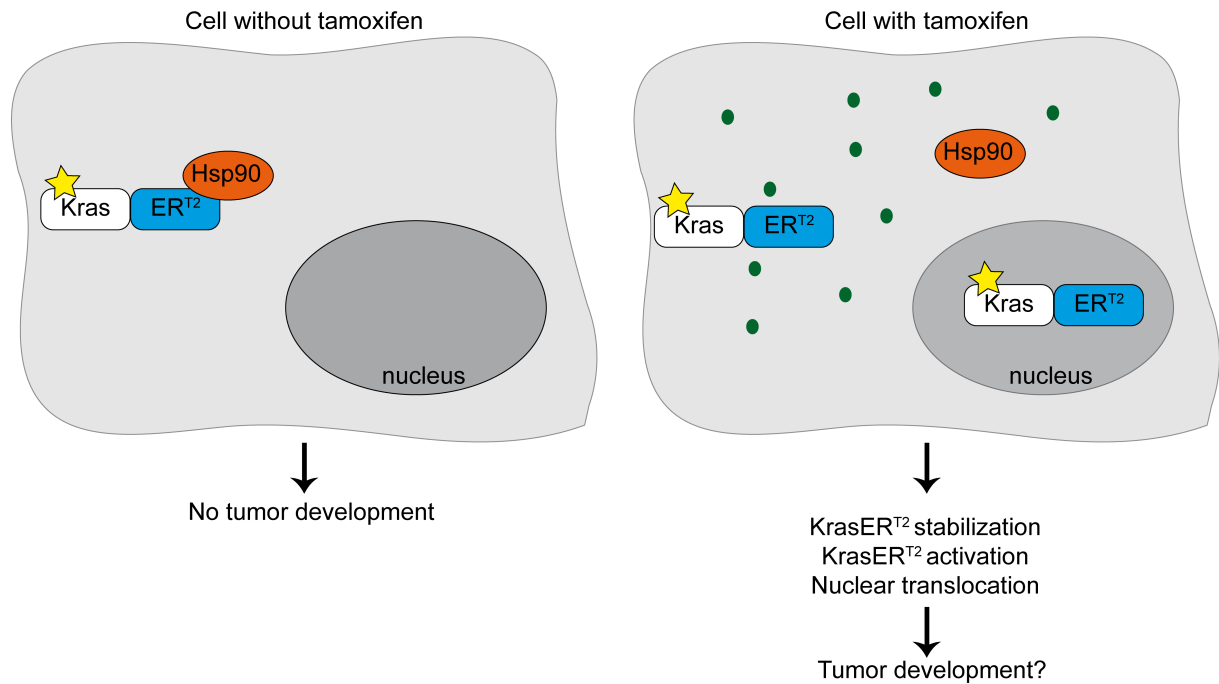 Cell without tamoxifen
Hsp90
Kras
ER^T2
nucleus
No tumor development
Cell with tamoxifen
Hsp90
Kras
ER^T2
Kras
ER^T2
nucleus
KrasER^T2 stabilization
KrasER^T2 activation
Nuclear translocation
Tumor development?